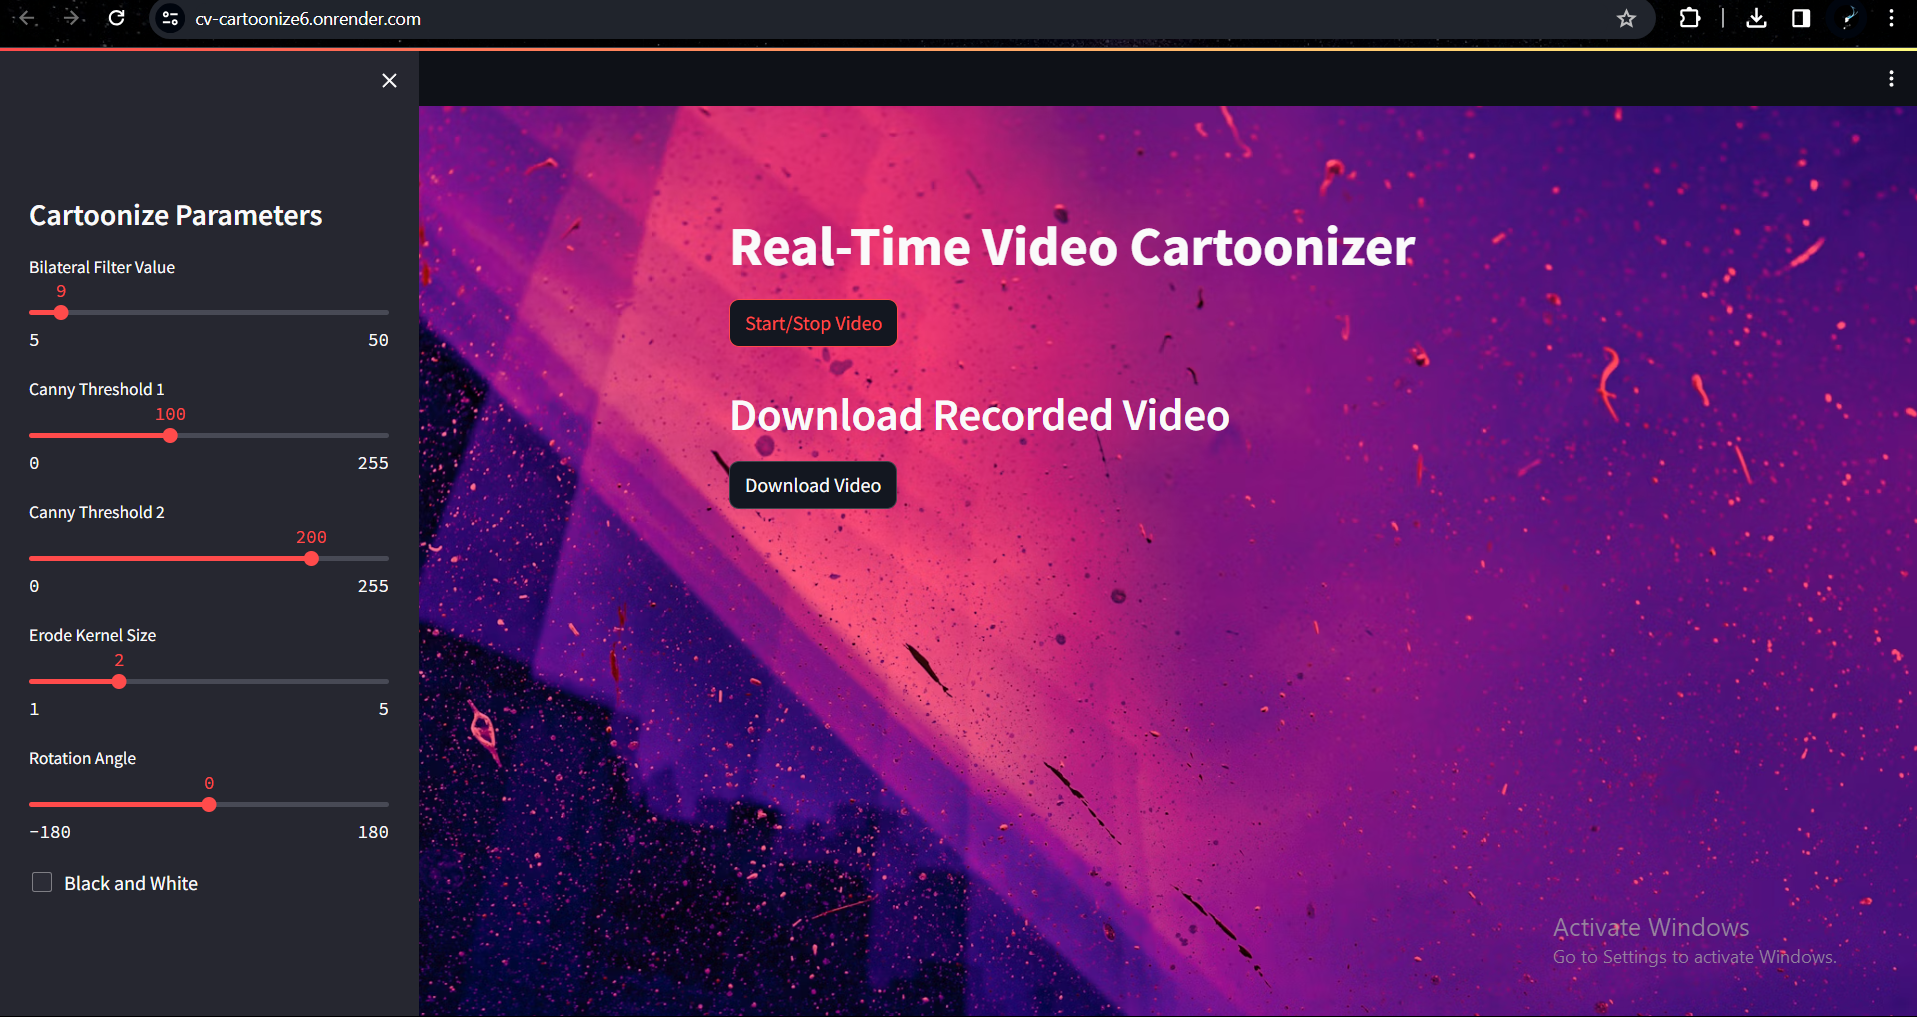 cv-cartoonize6.onrender.com
Cartoonize Parameters
Bilateral Filter Value
9
5 50
Canny Threshold 1
100
0 255
Canny Threshold 2
200
0 255
Erode Kernel Size
2
1 5
Rotation Angle
0
-180 180
Black and White
Real-Time Video Cartoonizer
Start/Stop Video
Download Recorded Video
Download Video
Activate Windows
Go to Settings to activate Windows.